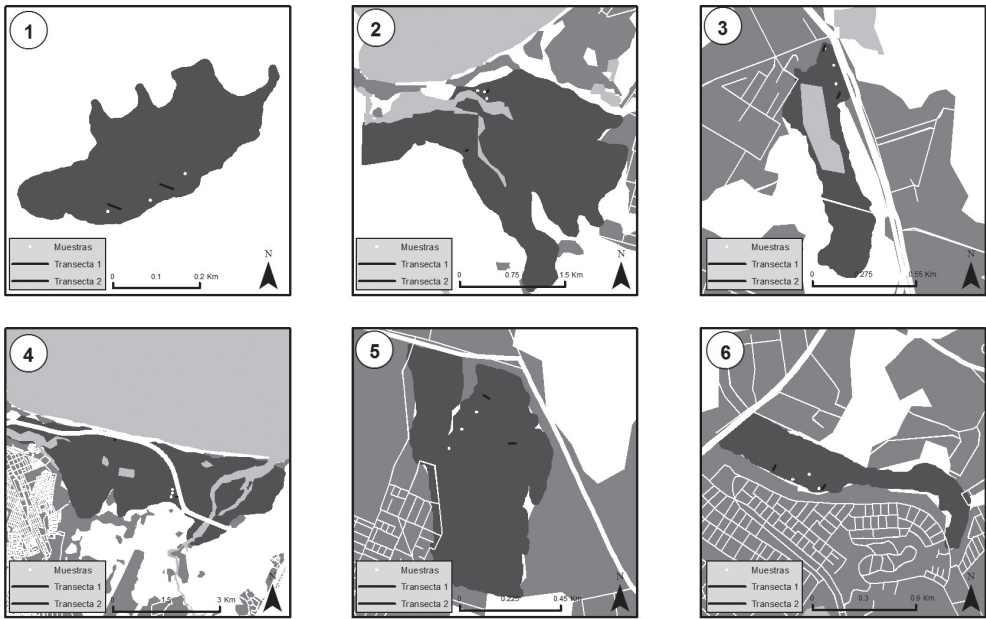 1
Muestras
Transecta 1
Transecta 2
0 0.1 0.2 Km
N
2
Muestras
Transecta 1
Transecta 2
0 0.75 1.5 Km
N
3
Muestras
Transecta 1
Transecta 2
0 0.275 0.55 Km
N
4
Muestras
Transecta 1
Transecta 2
0 1.5 3 Km
N
5
Muestras
Transecta 1
Transecta 2
0 0.225 0.45 Km
N
6
Muestras
Transecta 1
Transecta 2
0 0.3 0.6 Km
N